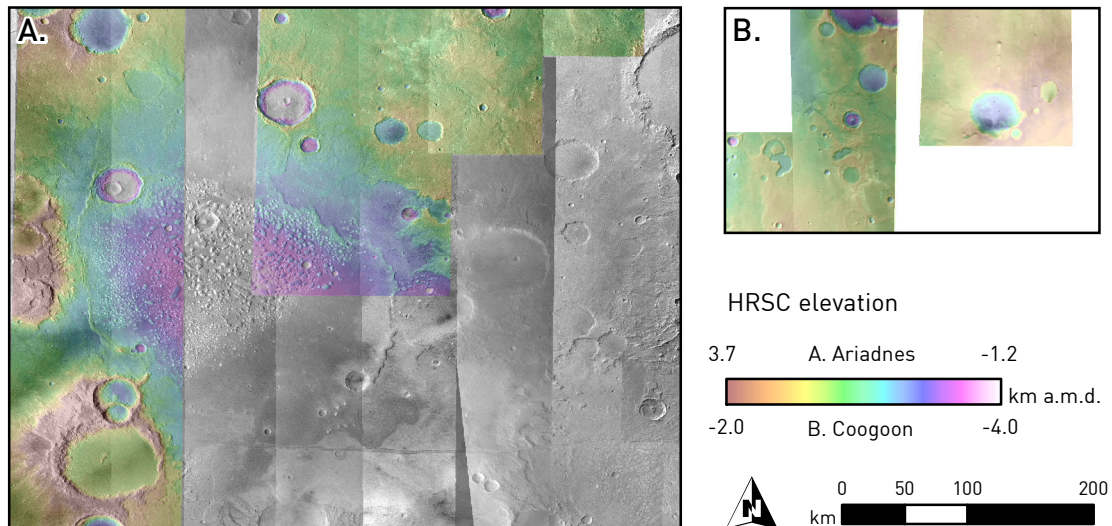 A.
B.
HRSC elevation
3.7 A. Ariadnes -1.2
km a.m.d.
-2.0 B. Coogoon -4.0
N
0 50 100 200
km